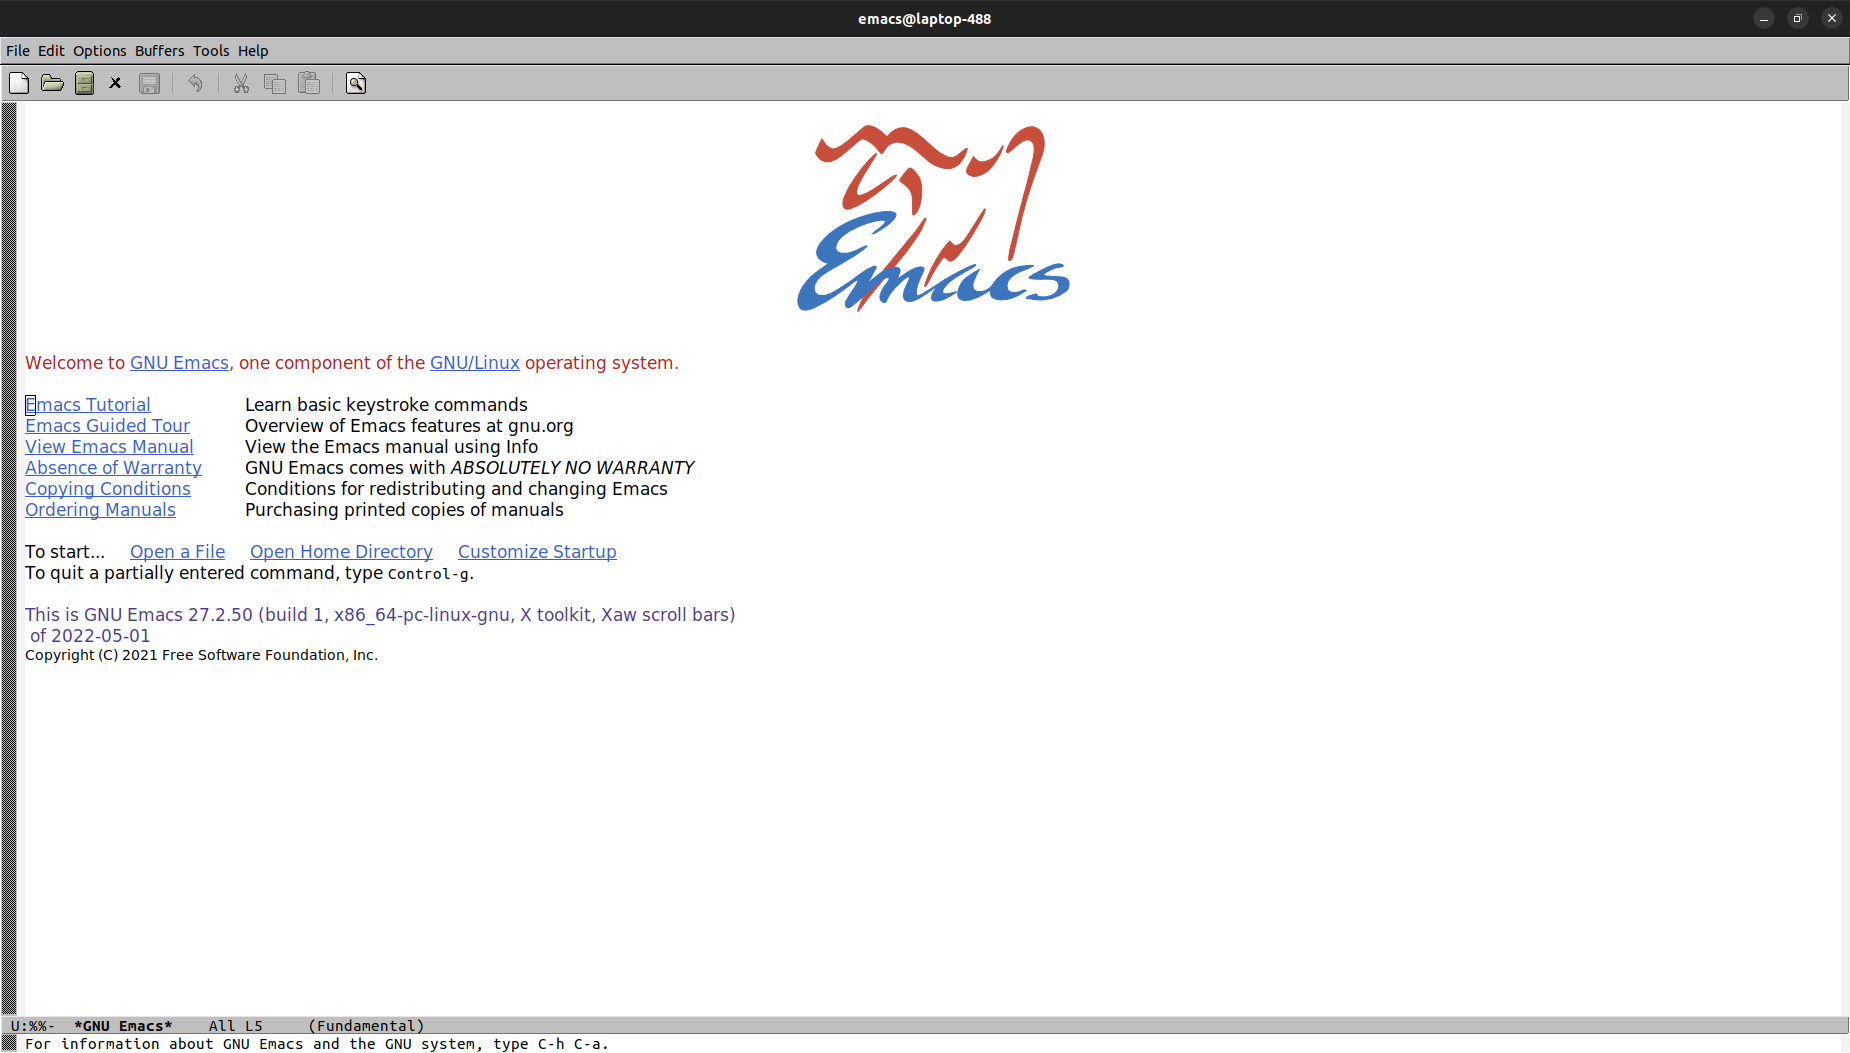 emacs@laptop-488
File Edit Options Buffers Tools Help
Emacs
Welcome to GNU Emacs, one component of the GNU/Linux operating system.
Emacs Tutorial Learn basic keystroke commands
Emacs Guided Tour Overview of Emacs features at gnu.org
View Emacs Manual View the Emacs manual using Info
Absence of Warranty GNU Emacs comes with ABSOLUTELY NO WARRANTY
Copying Conditions Conditions for redistributing and changing Emacs
Ordering Manuals Purchasing printed copies of manuals
To start... Open a File Open Home Directory Customize Startup
To quit a partially entered command, type Control-g.
This is GNU Emacs 27.2.50 (build 1, x86_64-pc-linux-gnu, X toolkit, Xaw scroll bars)
of 2022-05-01
Copyright (C) 2021 Free Software Foundation, Inc.
U:%%- *GNU Emacs* All L5 (Fundamental)
For information about GNU Emacs and the GNU system, type C-h C-a.